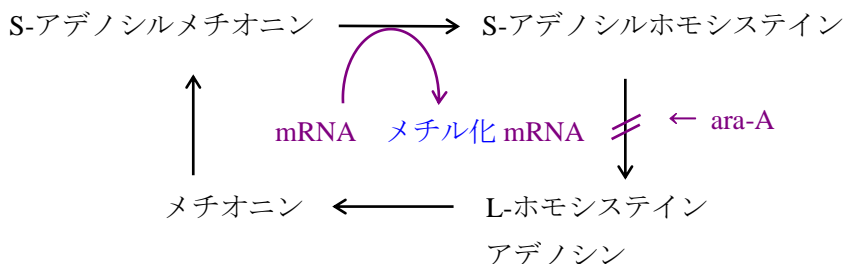 S-アデノシルメチオニン
S-アデノシルホモシステイン
mRNA
メチル化 mRNA
← ara-A
メチオニン
L-ホモシステイン
アデノシン